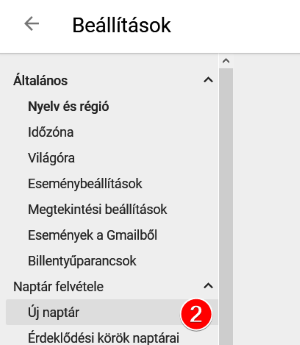 Beállítások
Általános
Nyelv és régió
Időzóna
Világóra
Eseménybeállítások
Megtekintési beállítások
Események a Gmailből
Billentyűparancsok
Naptár felvétele
Új naptár 2
Érdeklődési körök naptárai